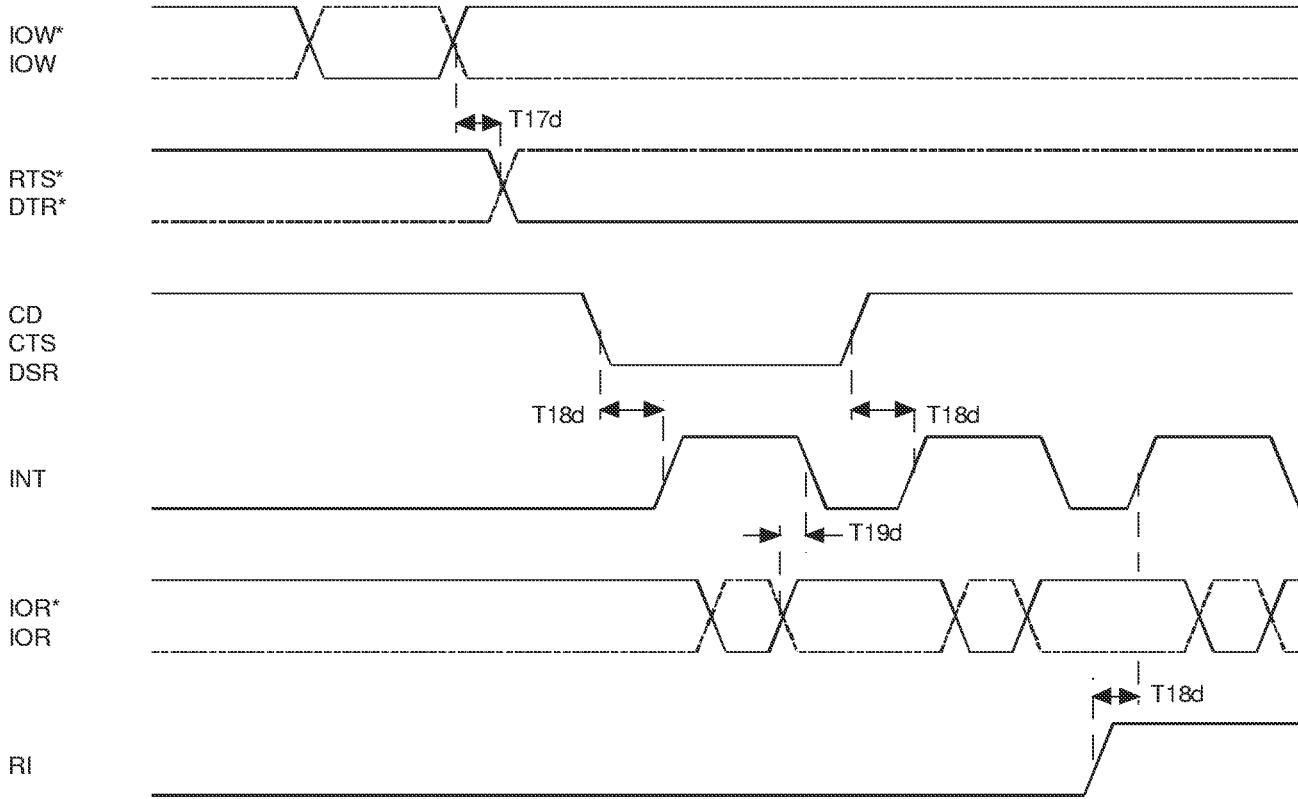 IOW*
IOW
T17d
RTS*
DTR*
CD
CTS
DSR
T18d
T18d
INT
T19d
IOR*
IOR
T18d
RI